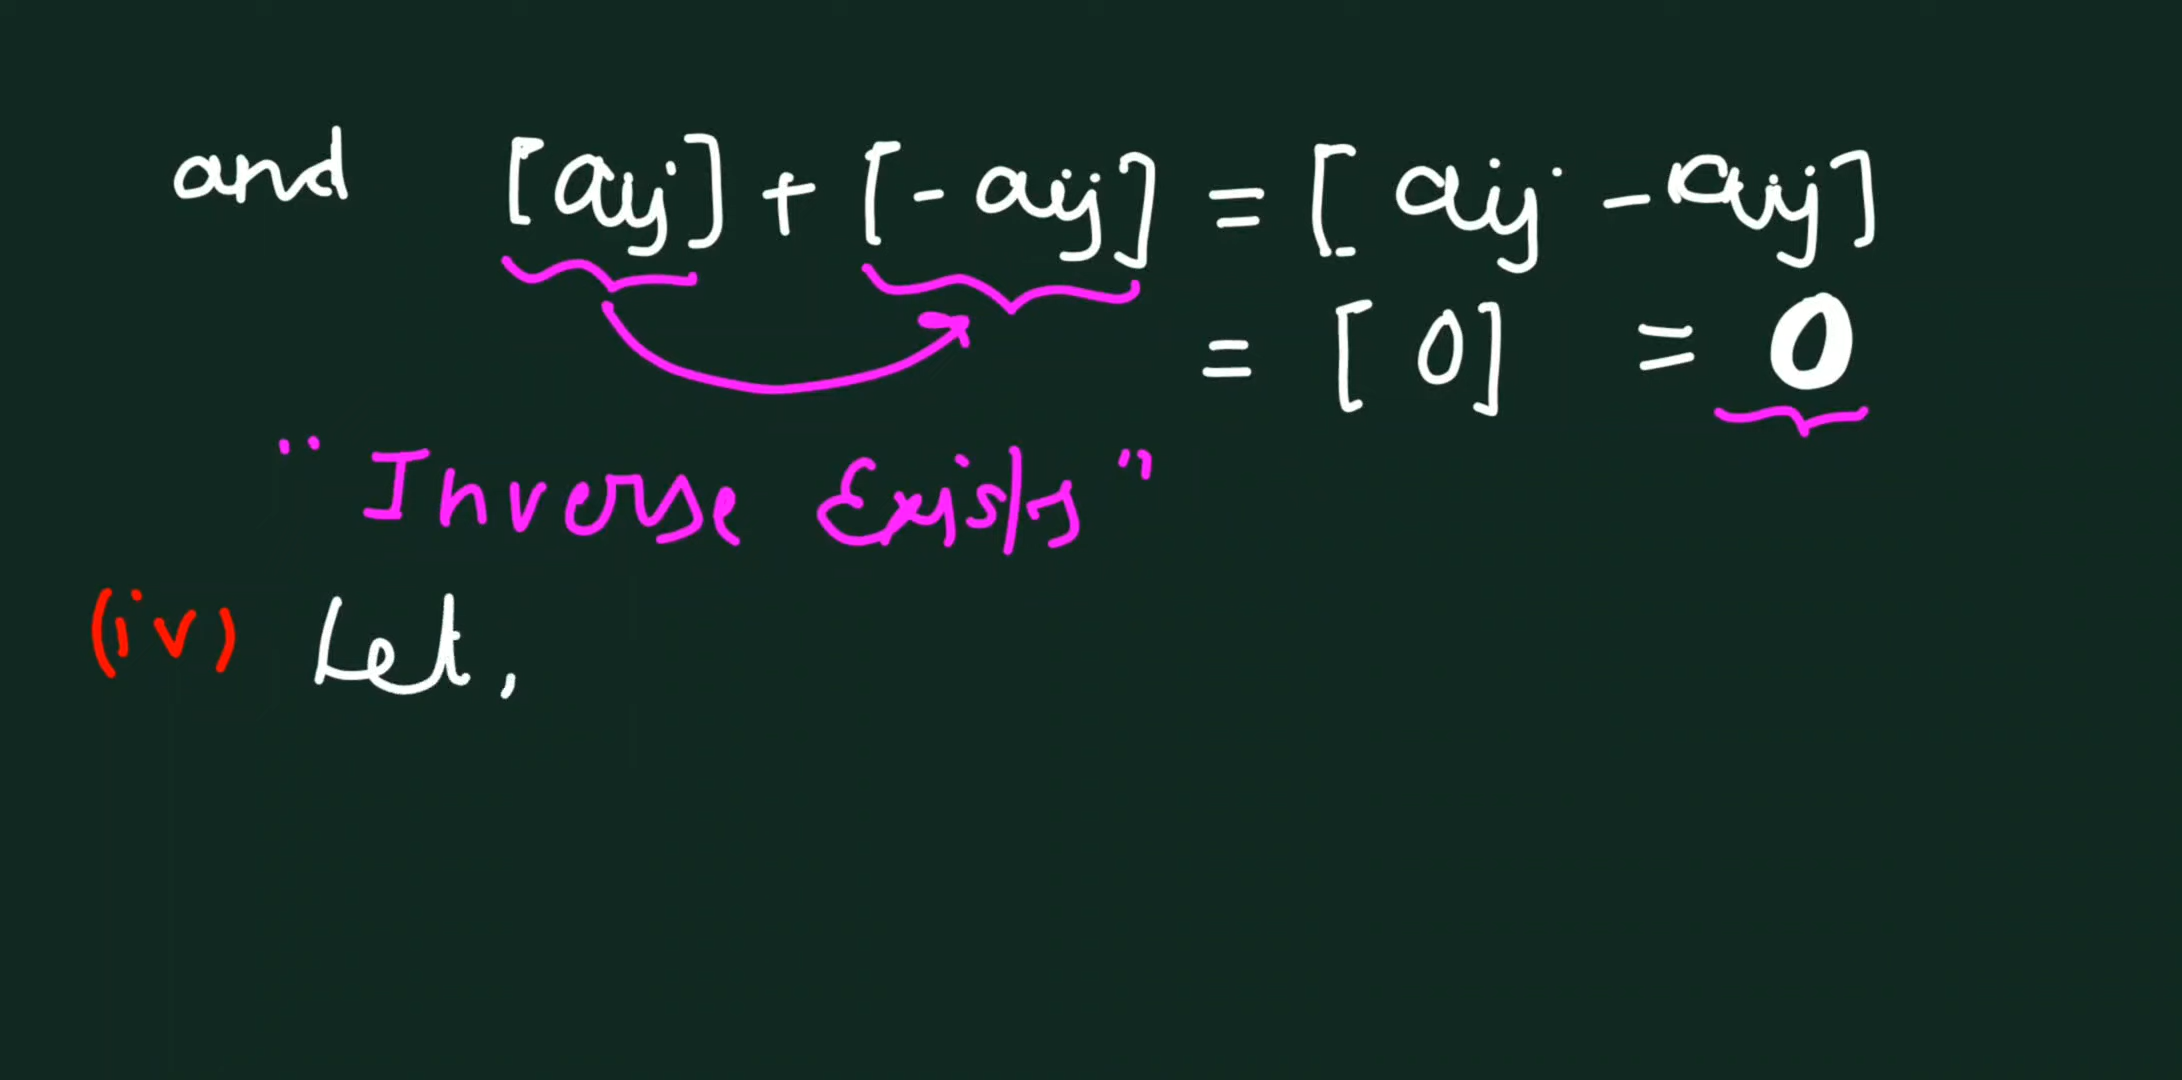 and [aij] + [-aij] = [aij - aij]
= [0] = 0
"Inverse Exists"
(iv) Let,